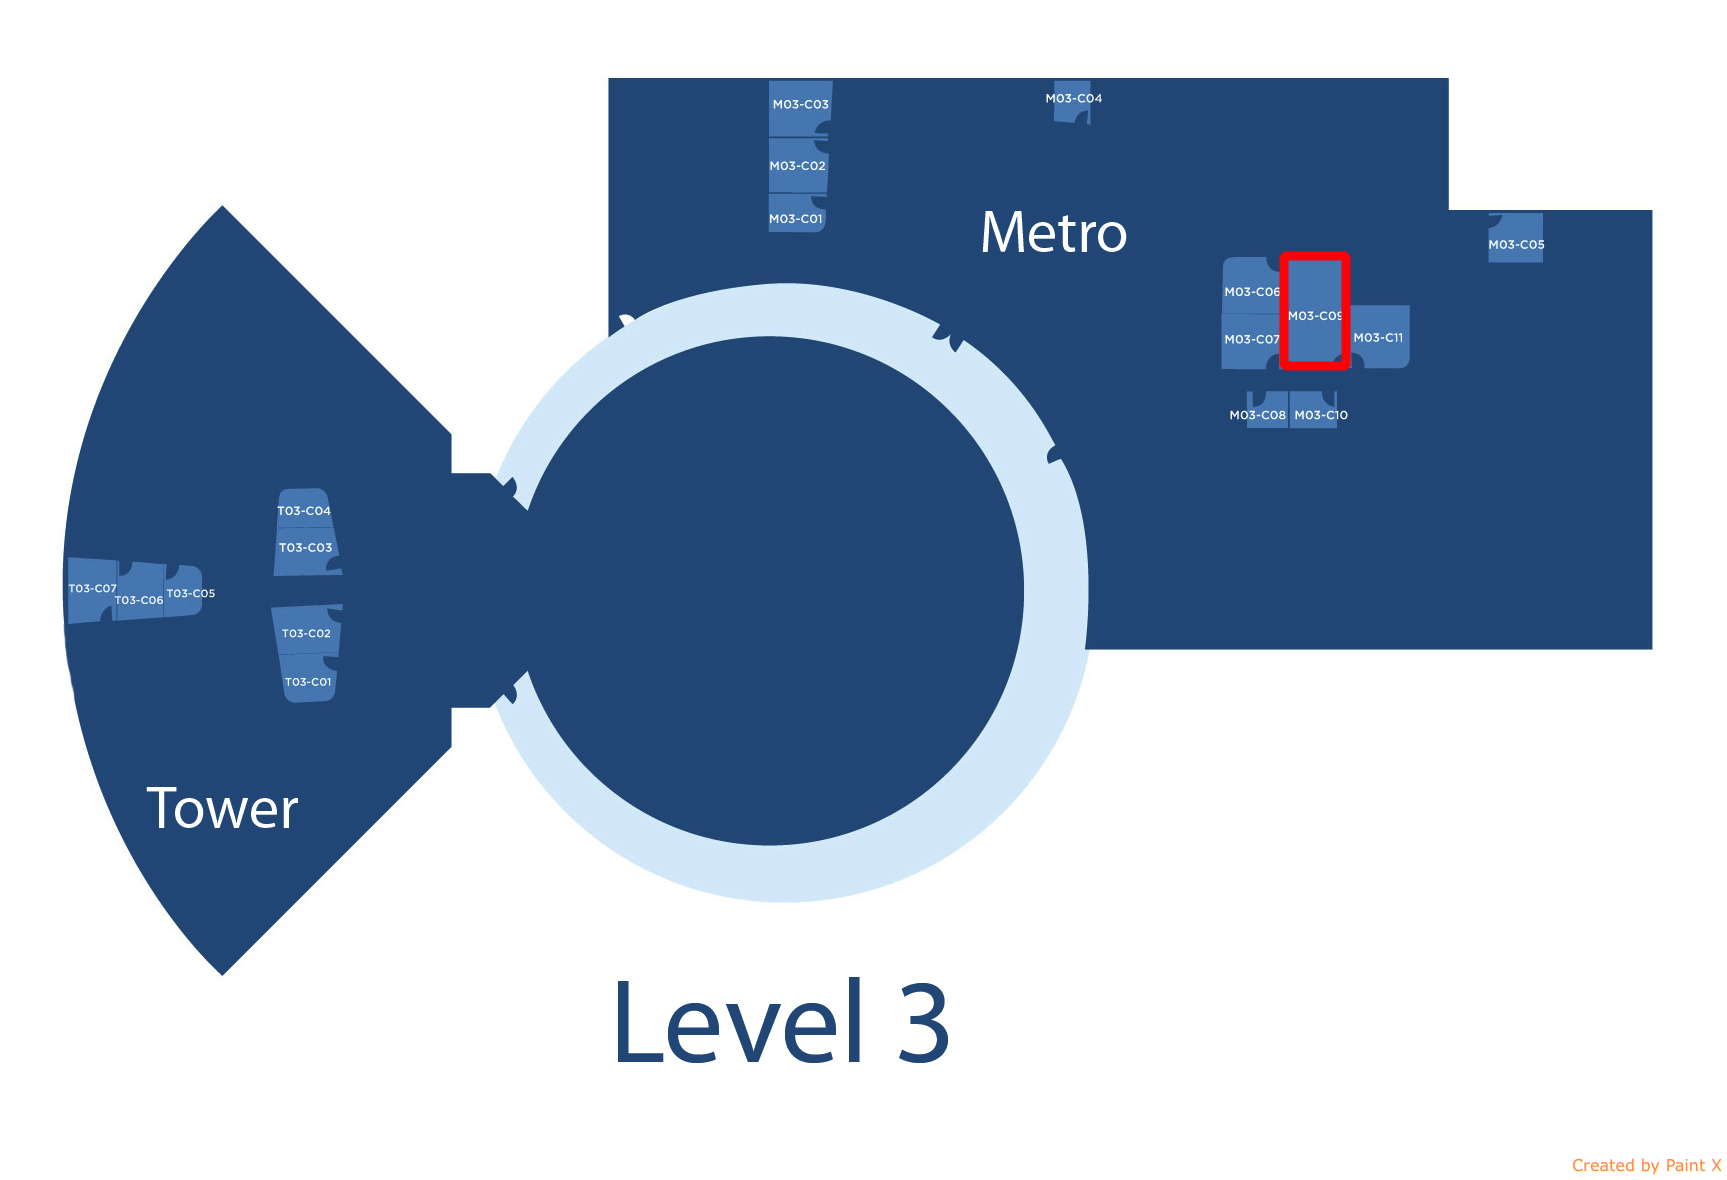 M03-C03
M03-C04
M03-C02
M03-C01
Metro
M03-C05
M03-C06
M03-C09
M03-C07
M03-C11
M03-C08
M03-C10
T03-C04
T03-C03
T03-C07
T03-C06
T03-C05
T03-C02
T03-C01
Tower
Level 3
Created by Paint X